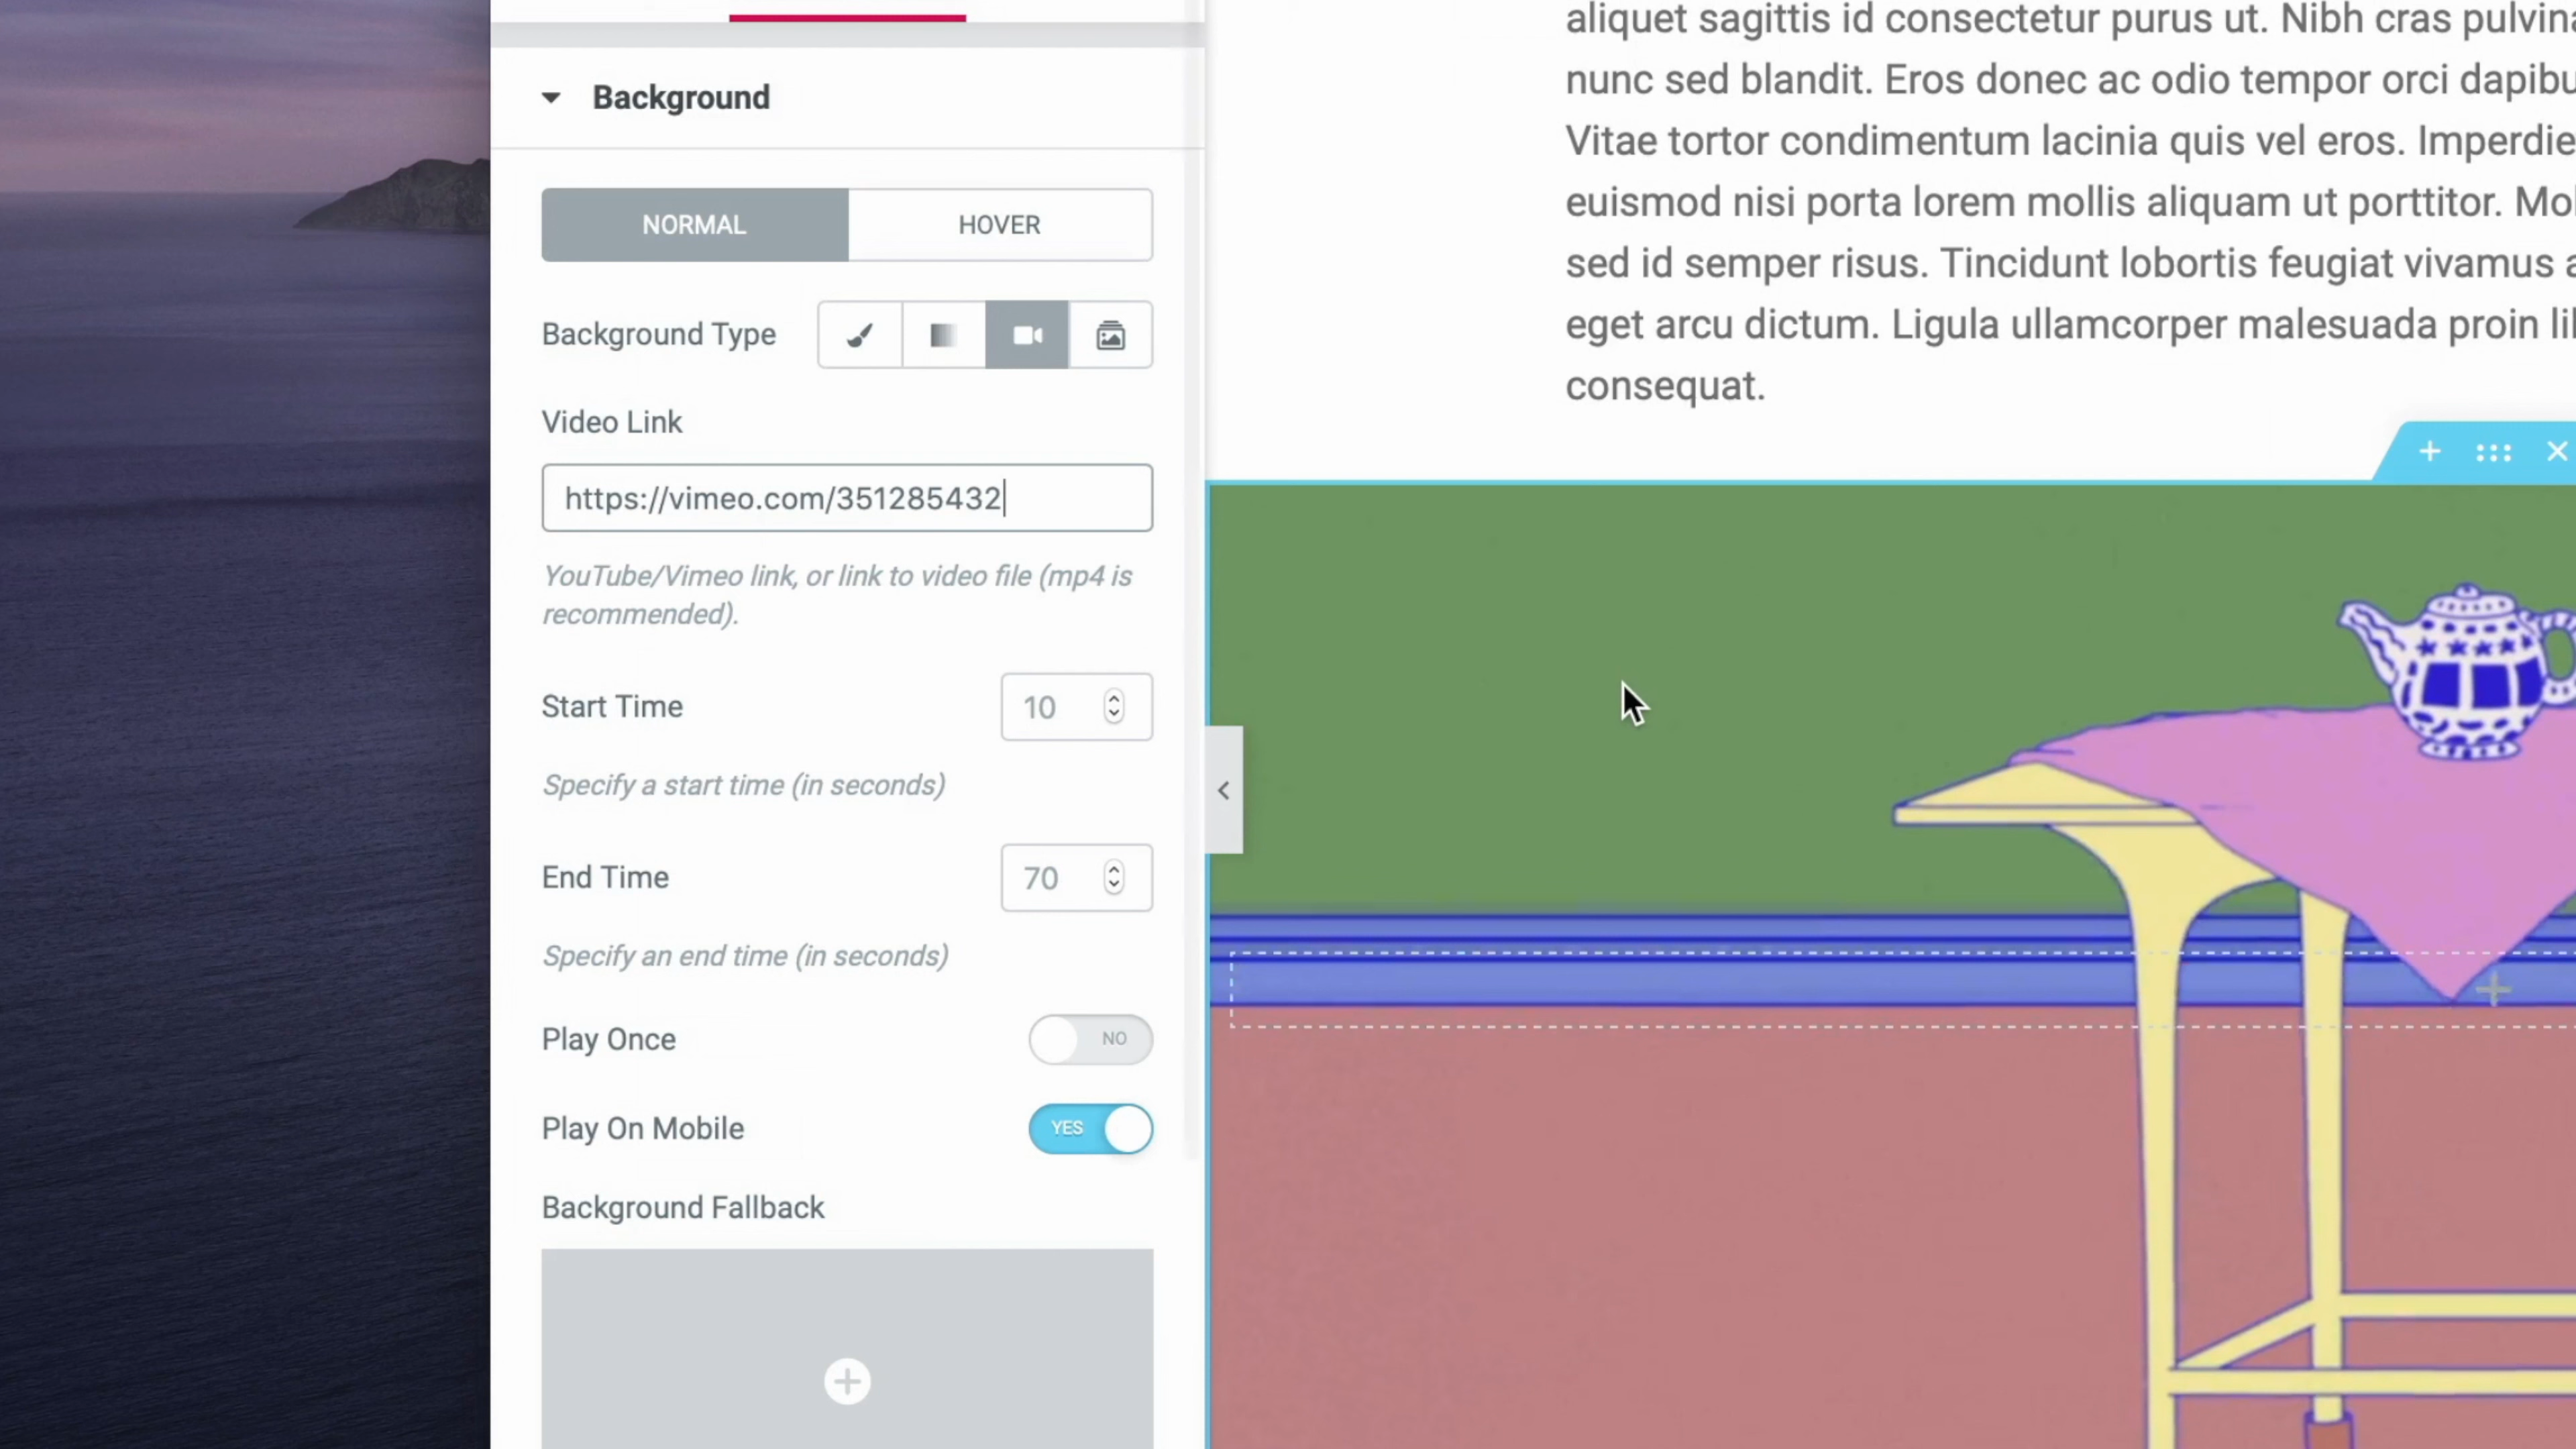 Background
NORMAL
HOVER
Background Type
Video Link
https://vimeo.com/351285432
YouTube/Vimeo link, or link to video file (mp4 is
recommended).
Start Time
10
Specify a start time (in seconds)
End Time
70
Specify an end time (in seconds)
Play Once
NO
Play On Mobile
YES
Background Fallback
aliquet sagittis id consectetur purus ut. Nibh cras
nunc sed blandit. Eros donec ac odio tempor orci
Vitae tortor condimentum lacinia quis vel eros.
euismod nisi porta lorem mollis aliquam ut porttitor.
sed id semper risus. Tincidunt lobortis feugiat vivamus
eget arcu dictum. Ligula ullamcorper malesuada proin
consequat.